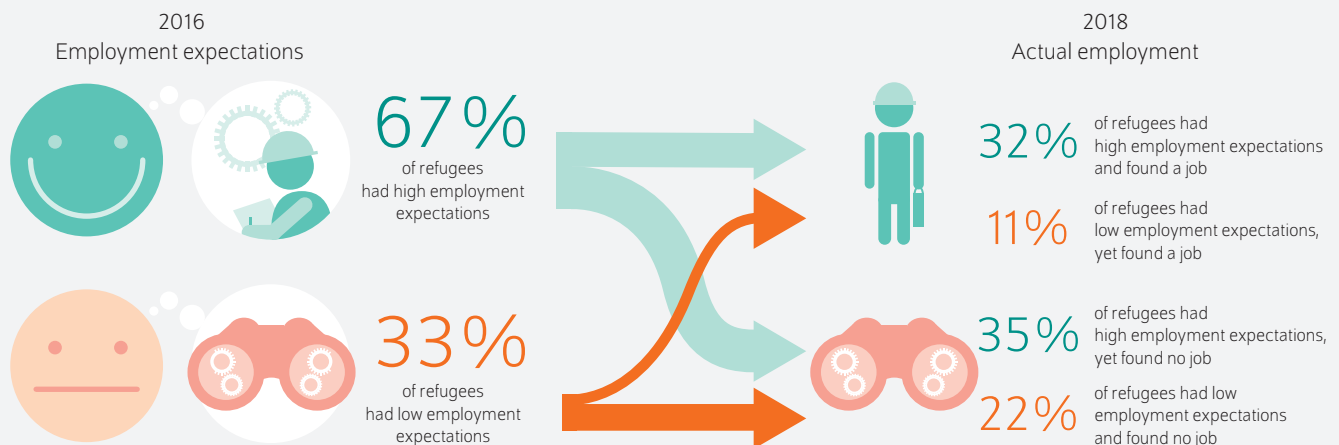 2016
Employment expectations
67%
of refugees
had high employment
expectations
33%
of refugees
had low employment
expectations
2018
Actual employment
32%
of refugees had
high employment expectations
and found a job
11%
of refugees had
low employment expectations,
yet found a job
35%
of refugees had
high employment expectations,
yet found no job
22%
of refugees had low
employment expectations
and found no job